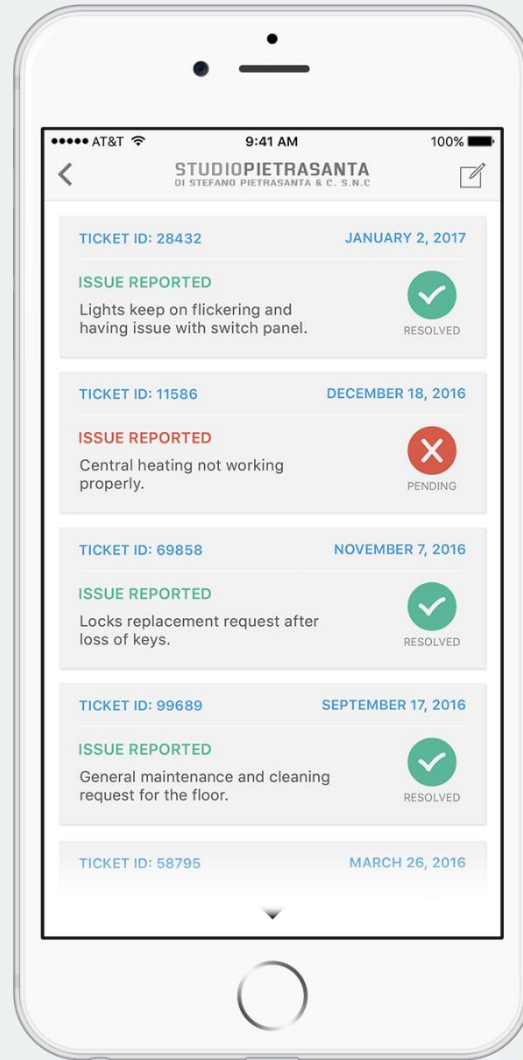 AT&T 9:41 AM 100%
STUDIOPIETRASANTA
DI STEFANO PIETRASANTA & C. S.N.C
TICKET ID: 28432 JANUARY 2, 2017
ISSUE REPORTED
Lights keep on flickering and
having issue with switch panel.
RESOLVED
TICKET ID: 11586 DECEMBER 18, 2016
ISSUE REPORTED
Central heating not working
properly.
PENDING
TICKET ID: 69858 NOVEMBER 7, 2016
ISSUE REPORTED
Locks replacement request after
loss of keys.
RESOLVED
TICKET ID: 99689 SEPTEMBER 17, 2016
ISSUE REPORTED
General maintenance and cleaning
request for the floor.
RESOLVED
TICKET ID: 58795 MARCH 26, 2016